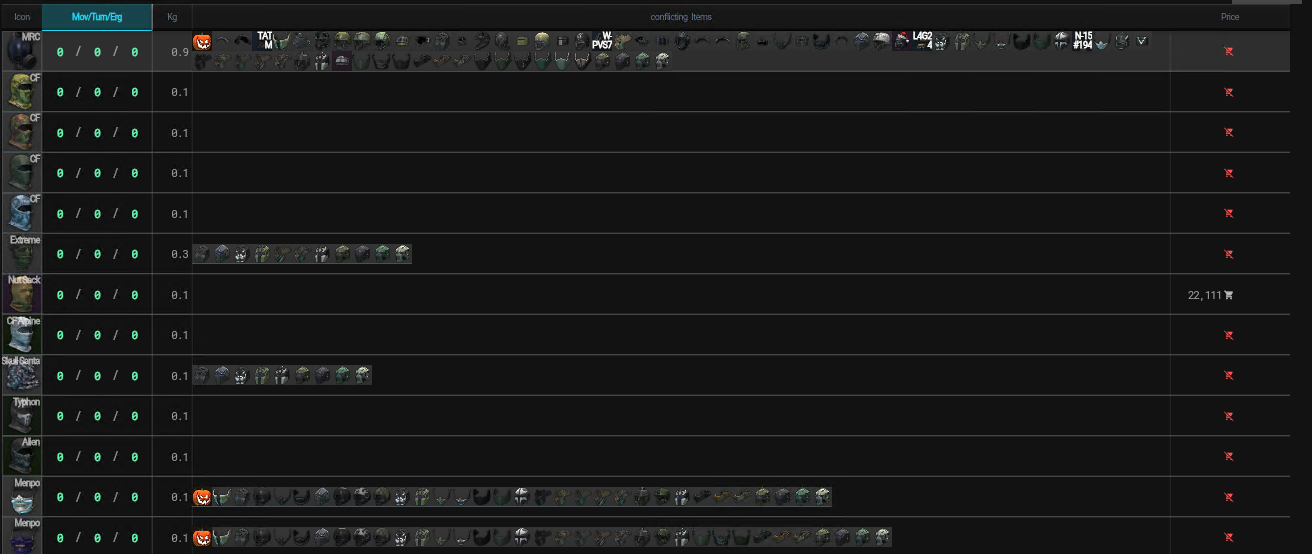 Icon Mov/Turn/Erg Kg conflicting Items Price
MRC 0 / 0 / 0 0.9 TAT M W- PVS7 L4G2 4 N-15 #194
CF 0 / 0 / 0 0.1
CF 0 / 0 / 0 0.1
CF 0 / 0 / 0 0.1
CF 0 / 0 / 0 0.1
Extreme 0 / 0 / 0 0.3
Nut Sack 0 / 0 / 0 0.1 22,111
CF Alpine 0 / 0 / 0 0.1
Skull Santa 0 / 0 / 0 0.1
Typhon 0 / 0 / 0 0.1
Alien 0 / 0 / 0 0.1
Menpo 0 / 0 / 0 0.1
Menpo 0 / 0 / 0 0.1